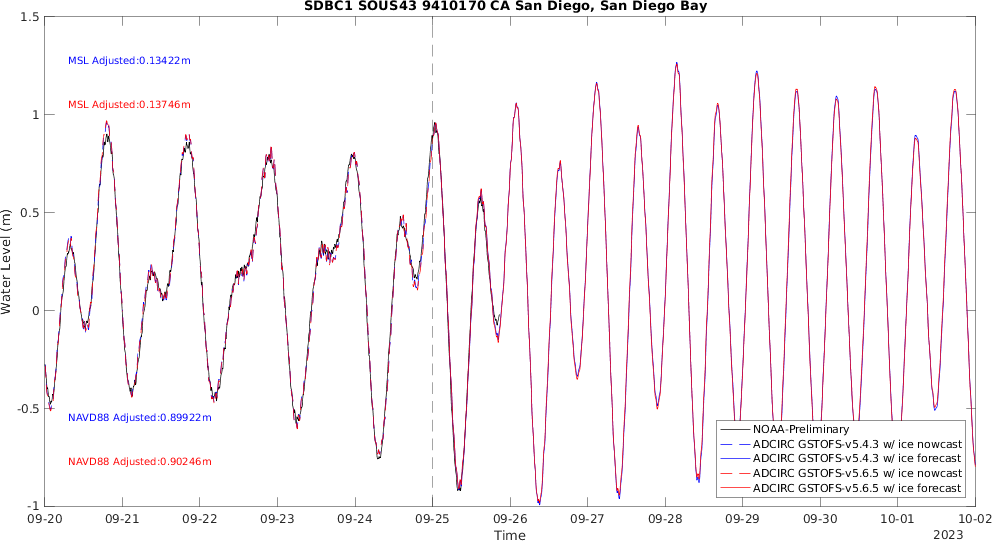 SDBC1 SOUS43 9410170 CA San Diego, San Diego Bay
1.5
MSL Adjusted:0.13422m
MSL Adjusted:0.13746m
1
0.5
Water Level (m)
0
-0.5
NAVD88 Adjusted:0.89922m
NAVD88 Adjusted:0.90246m
-1
NOAA-Preliminary
ADCIRC GSTOFS-v5.4.3 w/ ice nowcast
ADCIRC GSTOFS-v5.4.3 w/ ice forecast
ADCIRC GSTOFS-v5.6.5 w/ ice nowcast
ADCIRC GSTOFS-v5.6.5 w/ ice forecast
09-20 09-21 09-22 09-23 09-24 09-25 09-26 09-27 09-28 09-29 09-30 10-01 10-02
Time
2023